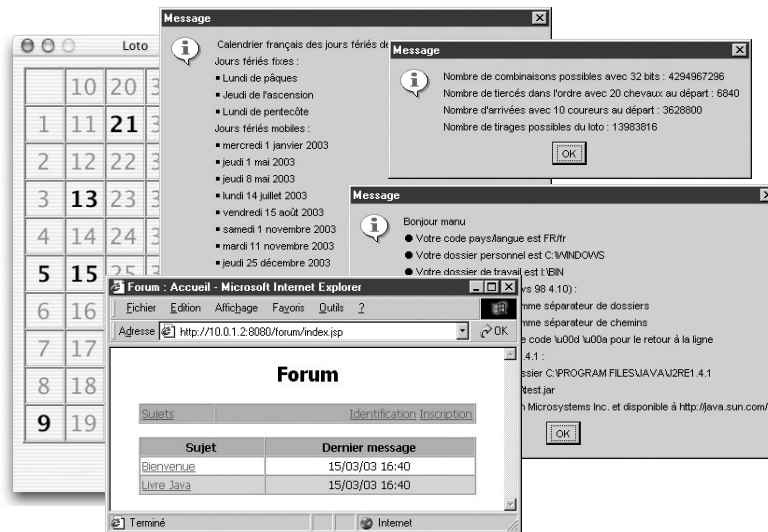 Loto
10 20 3
1 11 21 3
2 12 22 3
3 13 23 3
4 14 24 3
5 15 25 3
6 16
7 17
8 18
9 19
Message
Calendrier français des jours fériés de
Jours fériés fixes :
▪ Lundi de pâques
▪ Jeudi de l'ascension
▪ Lundi de pentecôte
Jours fériés mobiles :
▪ mercredi 1 janvier 2003
▪ jeudi 1 mai 2003
▪ jeudi 8 mai 2003
▪ lundi 14 juillet 2003
▪ vendredi 15 août 2003
▪ samedi 1 novembre 2003
▪ mardi 11 novembre 2003
▪ jeudi 25 décembre 2003
Message
Nombre de combinaisons possibles avec 32 bits : 4294967296
Nombre de tiercés dans l'ordre avec 20 chevaux au départ : 6840
Nombre d'arrivées avec 10 coureurs au départ : 3628800
Nombre de tirages possibles du loto : 13983816
OK
Message
Bonjour manu
● Votre code pays/langue est FR/fr
● Votre dossier personnel est C:\WINDOWS
● Votre dossier de travail est I:\BIN
ws 98 4.10) :
mme séparateur de dossiers
mme séparateur de chemins
code \u00d \u00a pour le retour à la ligne
.4.1 :
ssier C:\PROGRAM FILES\JAVA\J2RE1.4.1
test.jar
Microsystems Inc. et disponible à http://java.sun.com/
OK
Forum : Accueil - Microsoft Internet Explorer
Fichier Edition Affichage Favoris Outils ?
Adresse http://10.0.1.2:8080/forum/index.jsp OK
Forum
Sujets Identification Inscription
Sujet Dernier message
Bienvenue 15/03/03 16:40
Livre Java 15/03/03 16:40
Terminé Internet